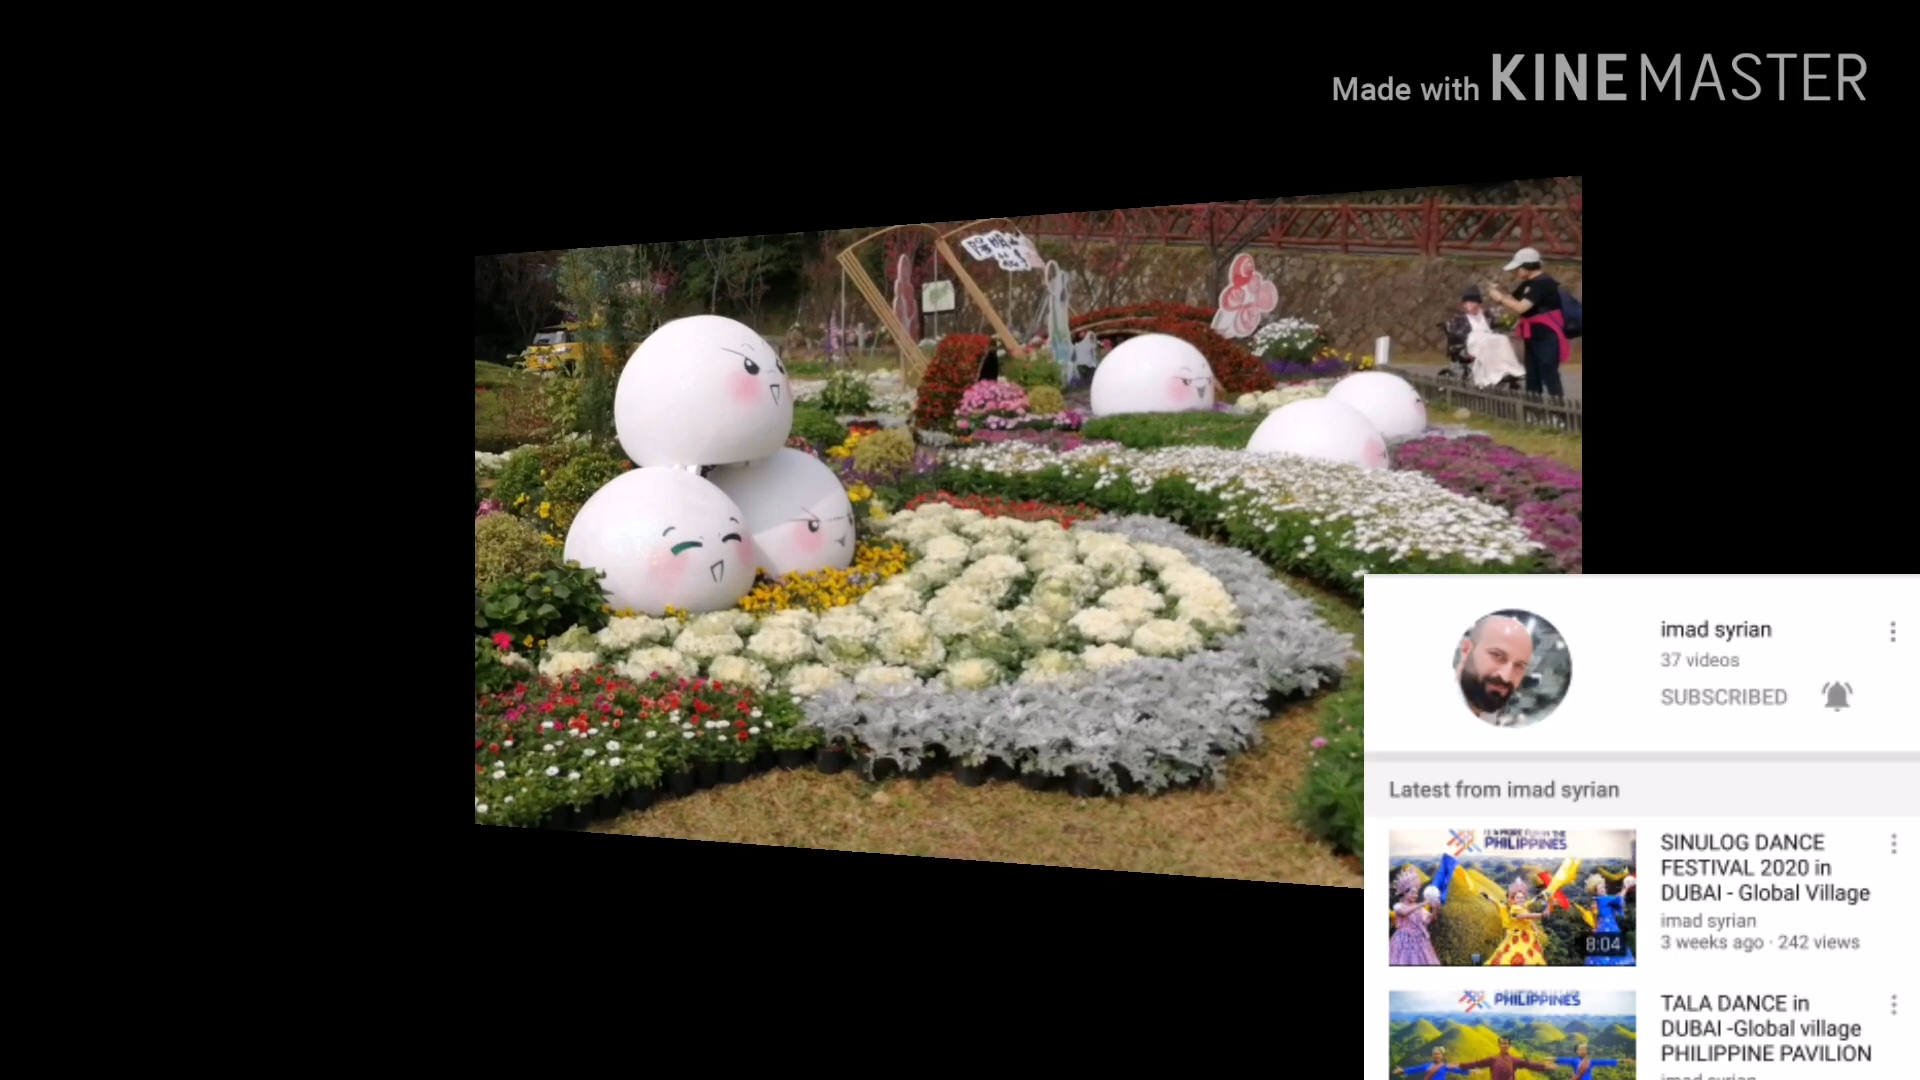 Made with KINEMASTER
imad syrian
37 videos
SUBSCRIBED
Latest from imad syrian
PHILIPPINES
8:04
SINULOG DANCE
FESTIVAL 2020 in
DUBAI - Global Village
imad syrian
3 weeks ago · 242 views
PHILIPPINES
TALA DANCE in
DUBAI -Global village
PHILIPPINE PAVILION
imad syrian